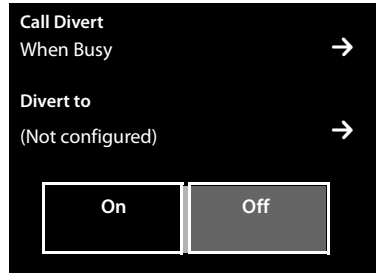 Call Divert
When Busy
Divert to
(Not configured)
On Off